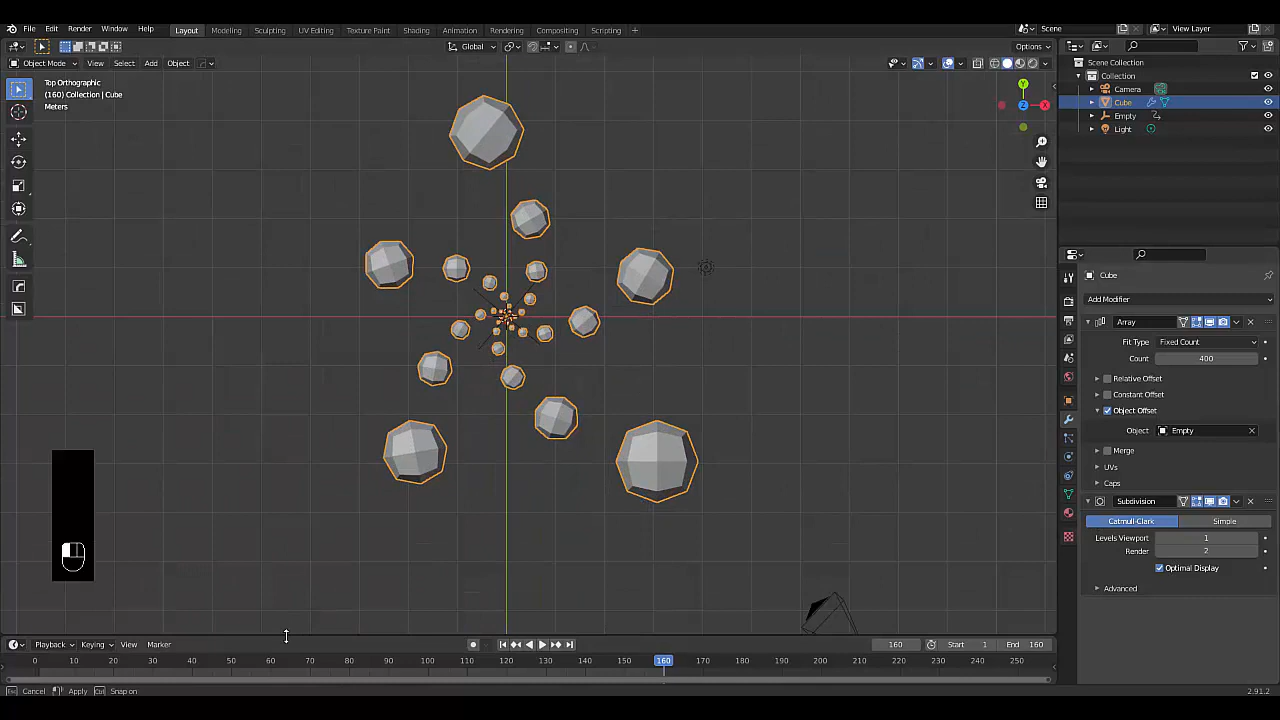 File Edit Render Window Help Layout Modeling Sculpting UV Editing Texture Paint Shading Animation Rendering Compositing Scripting Scene View Layer
Global Options
Object Mode View Select Add Object
Top Orthographic
(160) Collection | Cube
Meters
Y
X
Z
Scene Collection
Collection
Camera
Cube
Empty
Light
Cube
Add Modifier
Array
Fit Type Fixed Count
Count 400
Relative Offset
Constant Offset
Object Offset
Object Empty
Merge
UVs
Caps
Subdivision
Catmull-Clark Simple
Levels Viewport 1
Render 2
Optimal Display
Advanced
Playback Keying View Marker 160 Start 1 End 160
0 10 20 30 40 50 60 70 80 90 100 110 120 130 140 150 160 170 180 190 200 210 220 230 240 250
Esc Cancel Apply Ctrl Snap on 2.91.2